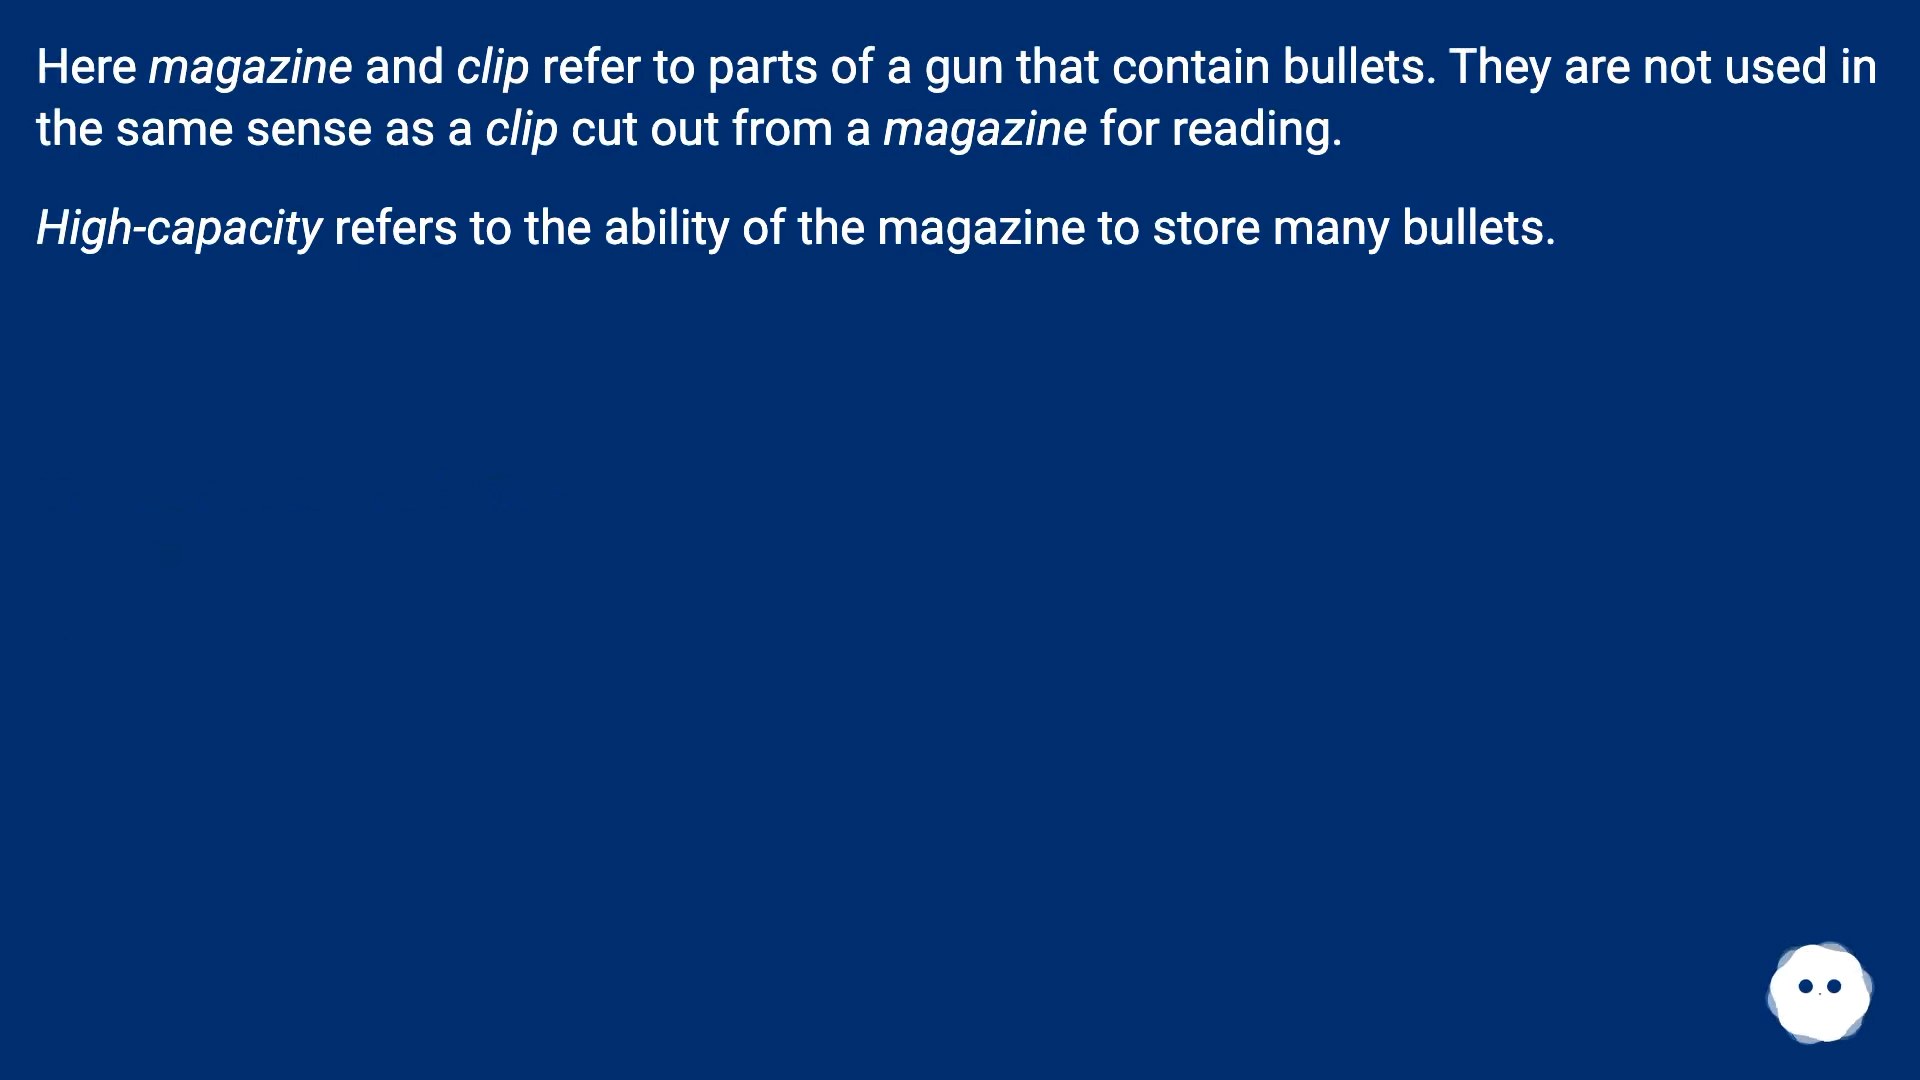 Here magazine and clip refer to parts of a gun that contain bullets. They are not used in
the same sense as a clip cut out from a magazine for reading.
High-capacity refers to the ability of the magazine to store many bullets.